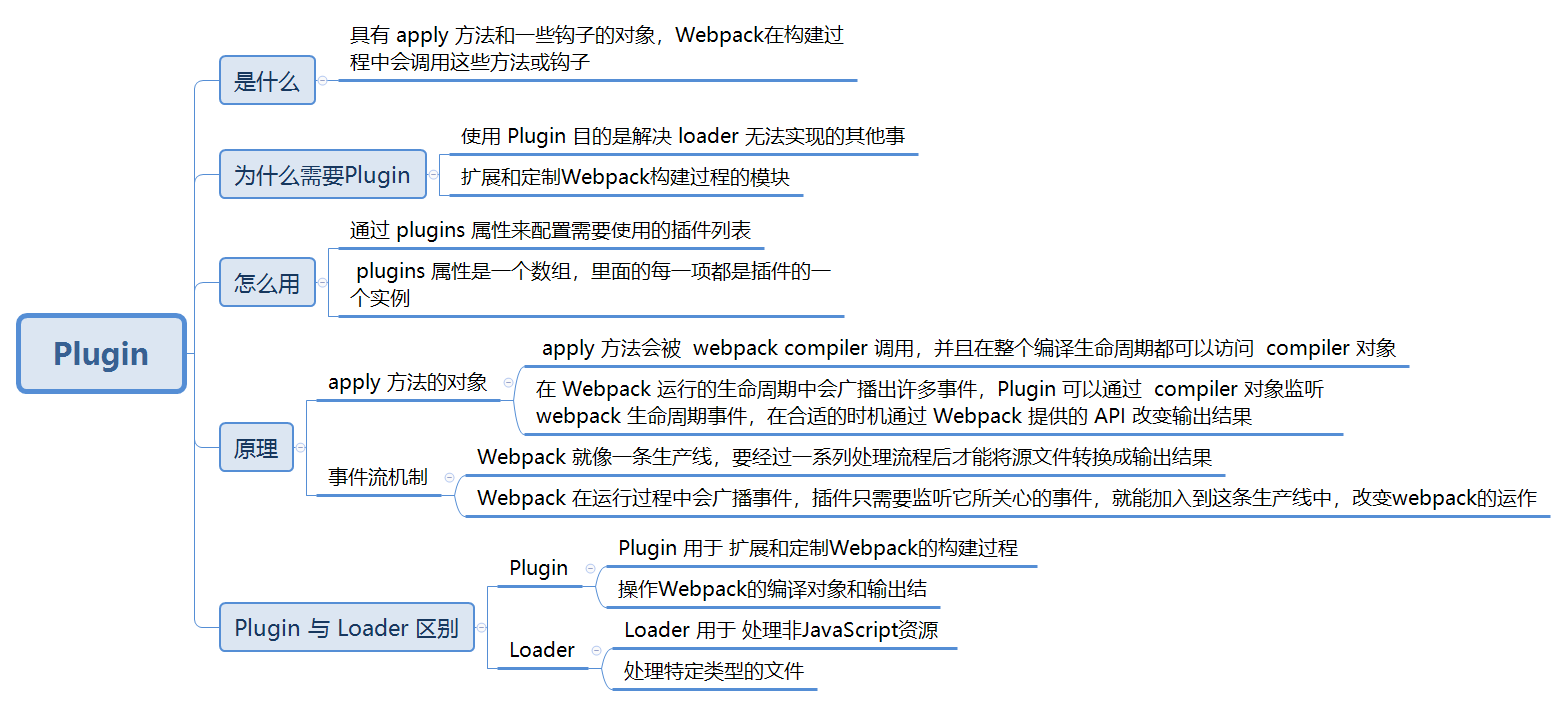 具有 apply 方法和一些钩子的对象，Webpack在构建过
程中会调用这些方法或钩子
是什么
使用 Plugin 目的是解决 loader 无法实现的其他事
为什么需要Plugin
扩展和定制Webpack构建过程的模块
通过 plugins 属性来配置需要使用的插件列表
怎么用
plugins 属性是一个数组，里面的每一项都是插件的一
个实例
Plugin
apply 方法会被 webpack compiler 调用，并且在整个编译生命周期都可以访问 compiler 对象
apply 方法的对象
在 Webpack 运行的生命周期中会广播出许多事件，Plugin 可以通过 compiler 对象监听
webpack 生命周期事件，在合适的时机通过 Webpack 提供的 API 改变输出结果
原理
Webpack 就像一条生产线，要经过一系列处理流程后才能将源文件转换成输出结果
事件流机制
Webpack 在运行过程中会广播事件，插件只需要监听它所关心的事件，就能加入到这条生产线中，改变webpack的运作
Plugin 用于 扩展和定制Webpack的构建过程
Plugin
操作Webpack的编译对象和输出结
Plugin 与 Loader 区别
Loader 用于 处理非JavaScript资源
Loader
处理特定类型的文件